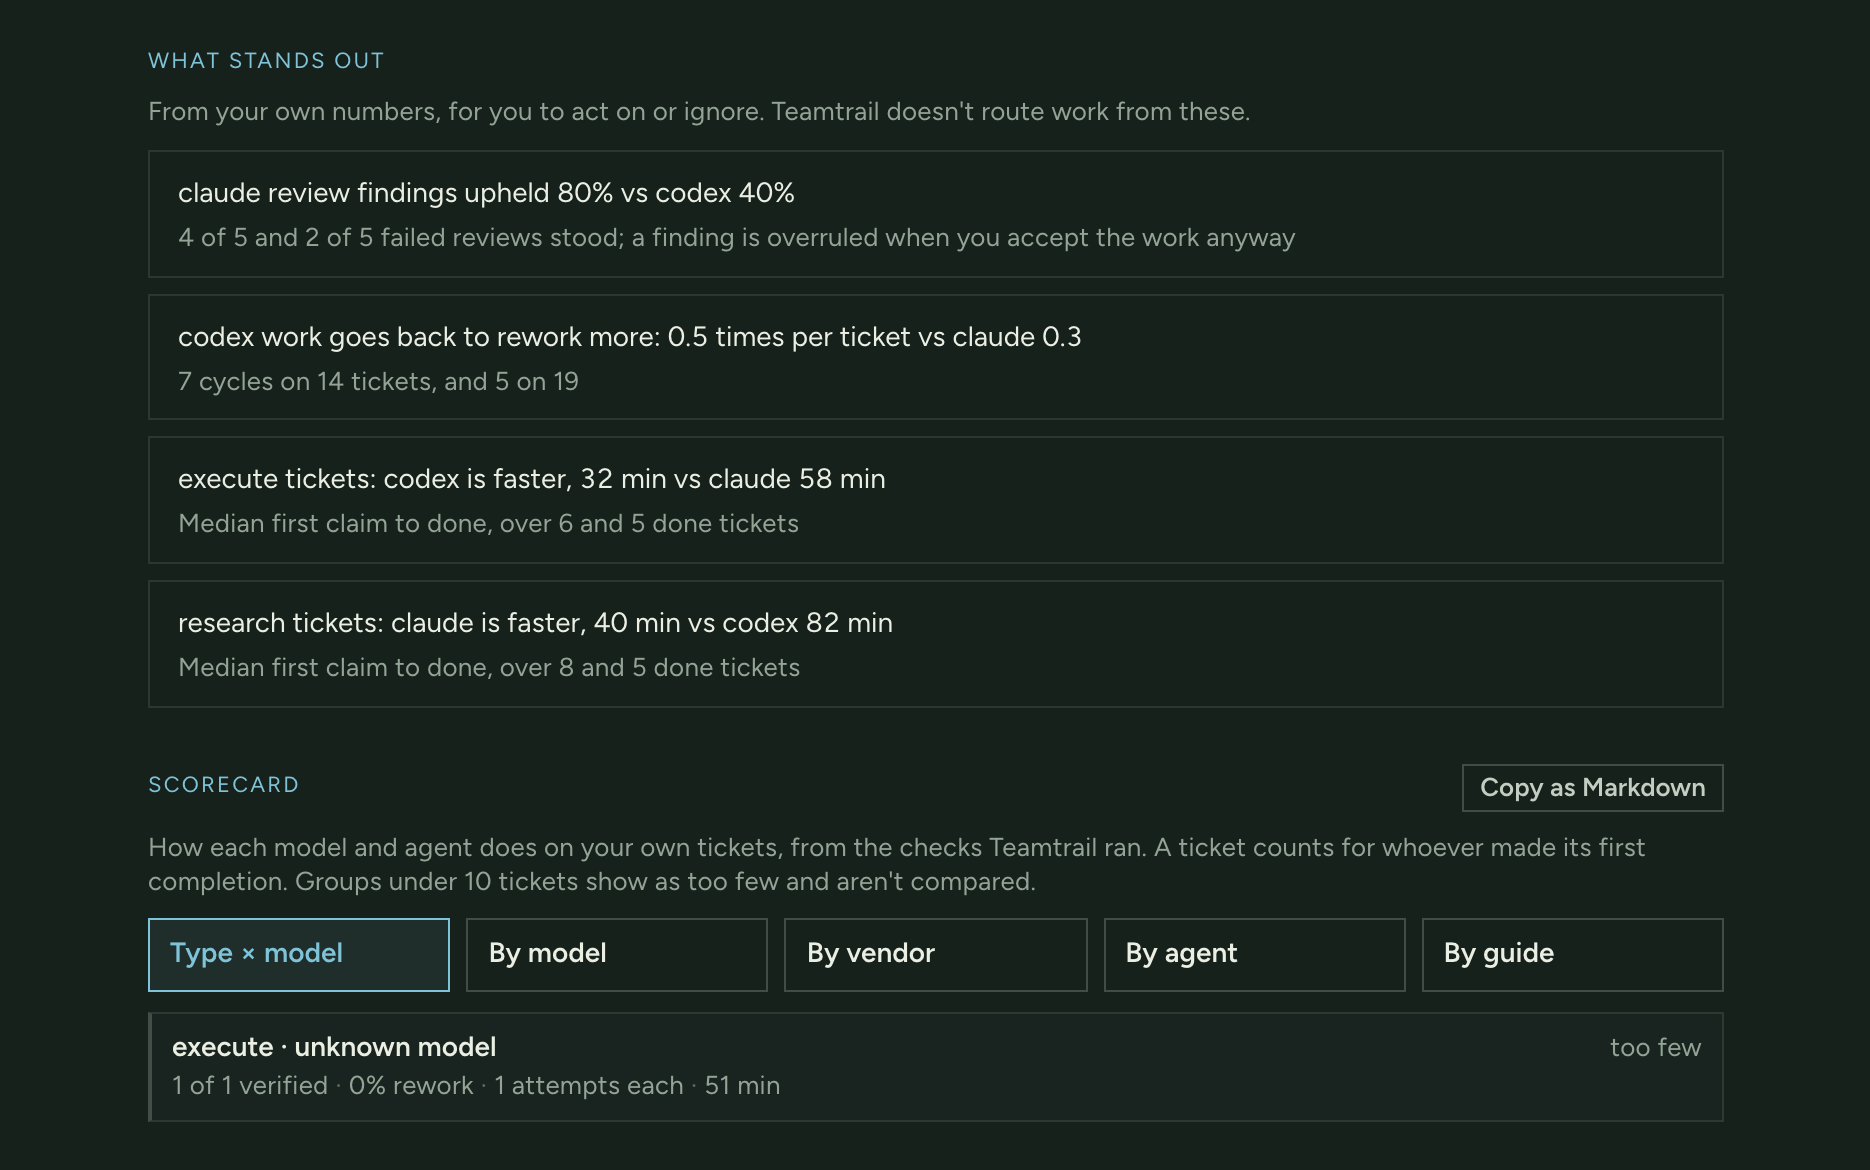 WHAT STANDS OUT
From your own numbers, for you to act on or ignore. Teamtrail doesn't route work from these.
claude review findings upheld 80% vs codex 40%
4 of 5 and 2 of 5 failed reviews stood; a finding is overruled when you accept the work anyway
codex work goes back to rework more: 0.5 times per ticket vs claude 0.3
7 cycles on 14 tickets, and 5 on 19
execute tickets: codex is faster, 32 min vs claude 58 min
Median first claim to done, over 6 and 5 done tickets
research tickets: claude is faster, 40 min vs codex 82 min
Median first claim to done, over 8 and 5 done tickets
SCORECARD
Copy as Markdown
How each model and agent does on your own tickets, from the checks Teamtrail ran. A ticket counts for whoever made its first
completion. Groups under 10 tickets show as too few and aren't compared.
Type × model
By model
By vendor
By agent
By guide
execute · unknown model
too few
1 of 1 verified · 0% rework · 1 attempts each · 51 min